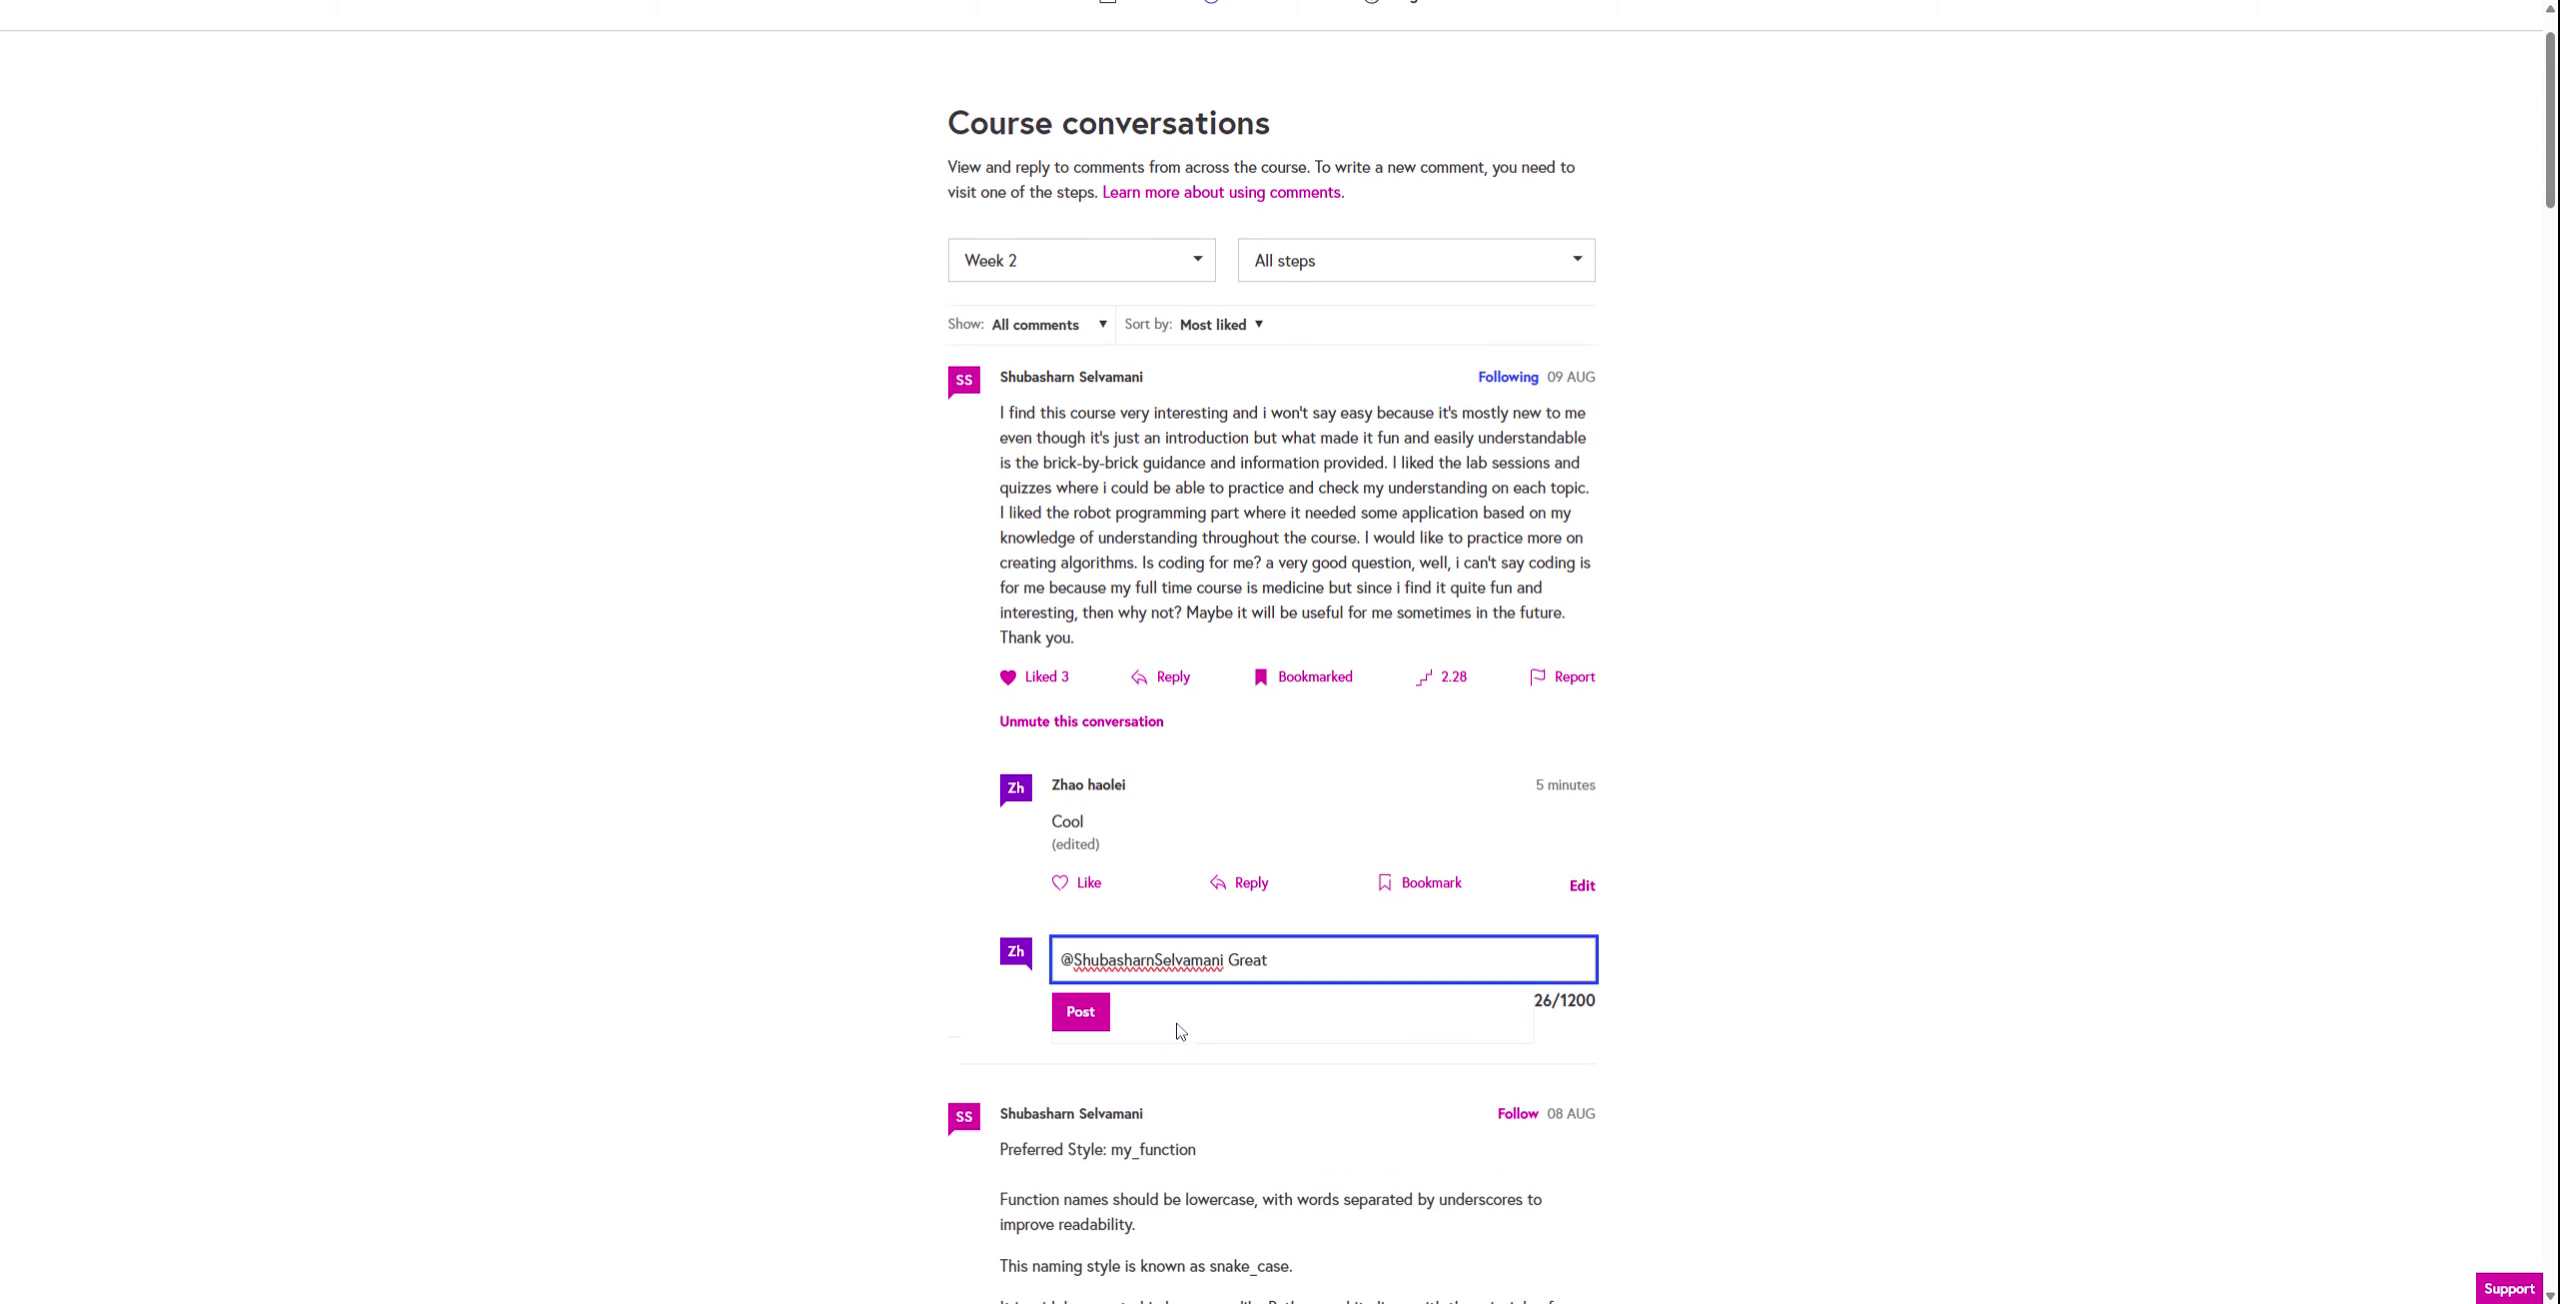 Course conversations
View and reply to comments from across the course. To write a new comment, you need to
visit one of the steps. Learn more about using comments.
Week 2
All steps
Show: All comments
Sort by: Most liked
SS
Shubasharn Selvamani
Following 09 AUG
I find this course very interesting and i won't say easy because it's mostly new to me
even though it's just an introduction but what made it fun and easily understandable
is the brick-by-brick guidance and information provided. I liked the lab sessions and
quizzes where i could be able to practice and check my understanding on each topic.
I liked the robot programming part where it needed some application based on my
knowledge of understanding throughout the course. I would like to practice more on
creating algorithms. Is coding for me? a very good question, well, i can't say coding is
for me because my full time course is medicine but since i find it quite fun and
interesting, then why not? Maybe it will be useful for me sometimes in the future.
Thank you.
Liked 3
Reply
Bookmarked
2.28
Report
Unmute this conversation
Zh
Zhao haolei
5 minutes
Cool
(edited)
Like
Reply
Bookmark
Edit
Zh
@ShubasharnSelvamani Great
26/1200
Post
SS
Shubasharn Selvamani
Follow 08 AUG
Preferred Style: my_function
Function names should be lowercase, with words separated by underscores to
improve readability.
This naming style is known as snake_case.
Support